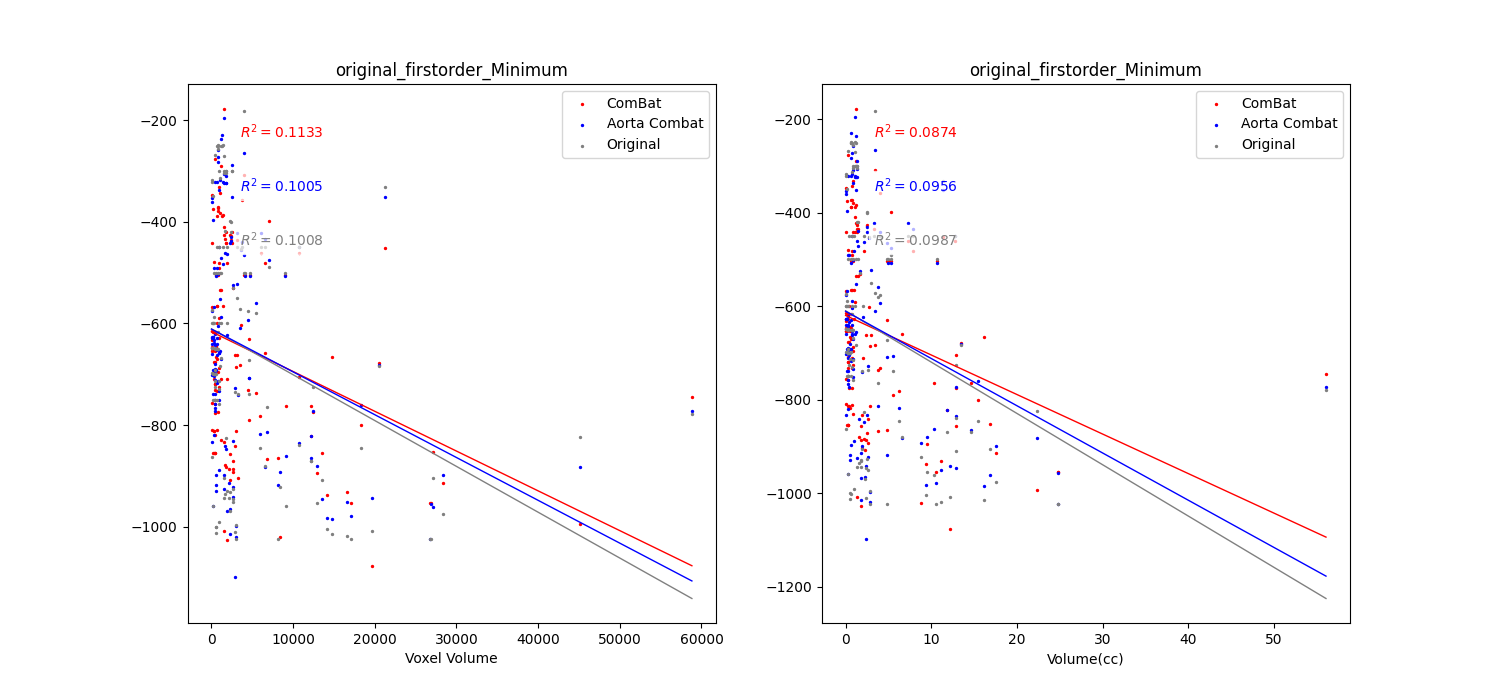 original_firstorder_Minimum
ComBat
Aorta Combat
Original
R² = 0.1133
R² = 0.1005
R² = 0.1008
−200
−400
−600
−800
−1000
0 10000 20000 30000 40000 50000 60000
Voxel Volume
original_firstorder_Minimum
ComBat
Aorta Combat
Original
R² = 0.0874
R² = 0.0956
R² = 0.0987
−200
−400
−600
−800
−1000
−1200
0 10 20 30 40 50
Volume(cc)